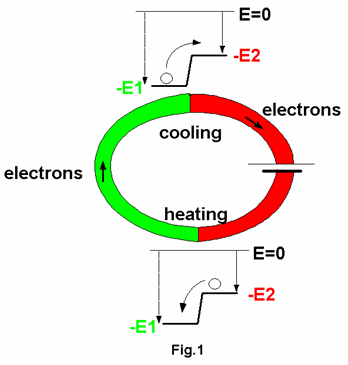 E=0
-E1
-E2
electrons
cooling
electrons
heating
E=0
-E2
-E1
Fig.1